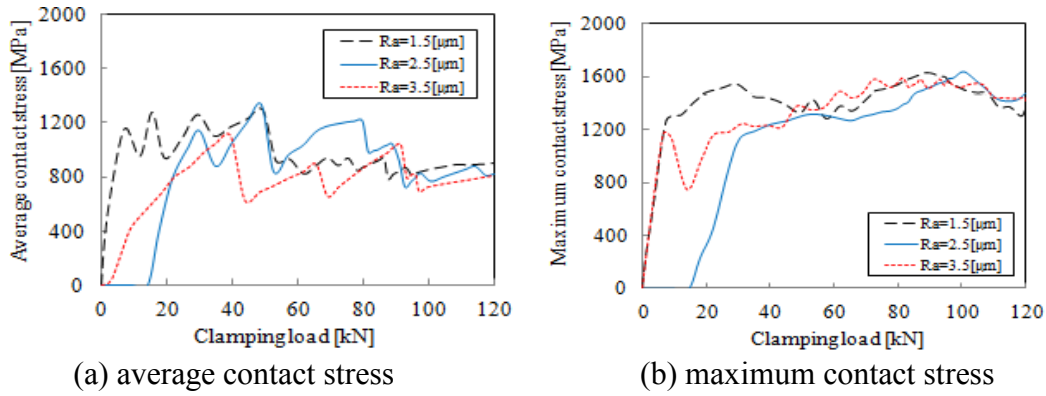 2000
1600
1200
800
400
0
Average contact stress [MPa]
Ra=1.5[μm]
Ra=2.5[μm]
Ra=3.5[μm]
0 20 40 60 80 100 120
Clamping load [kN]
(a) average contact stress
2000
1600
1200
800
400
0
Maximum contact stress [MPa]
Ra=1.5[μm]
Ra=2.5[μm]
Ra=3.5[μm]
0 20 40 60 80 100 120
Clamping load [kN]
(b) maximum contact stress